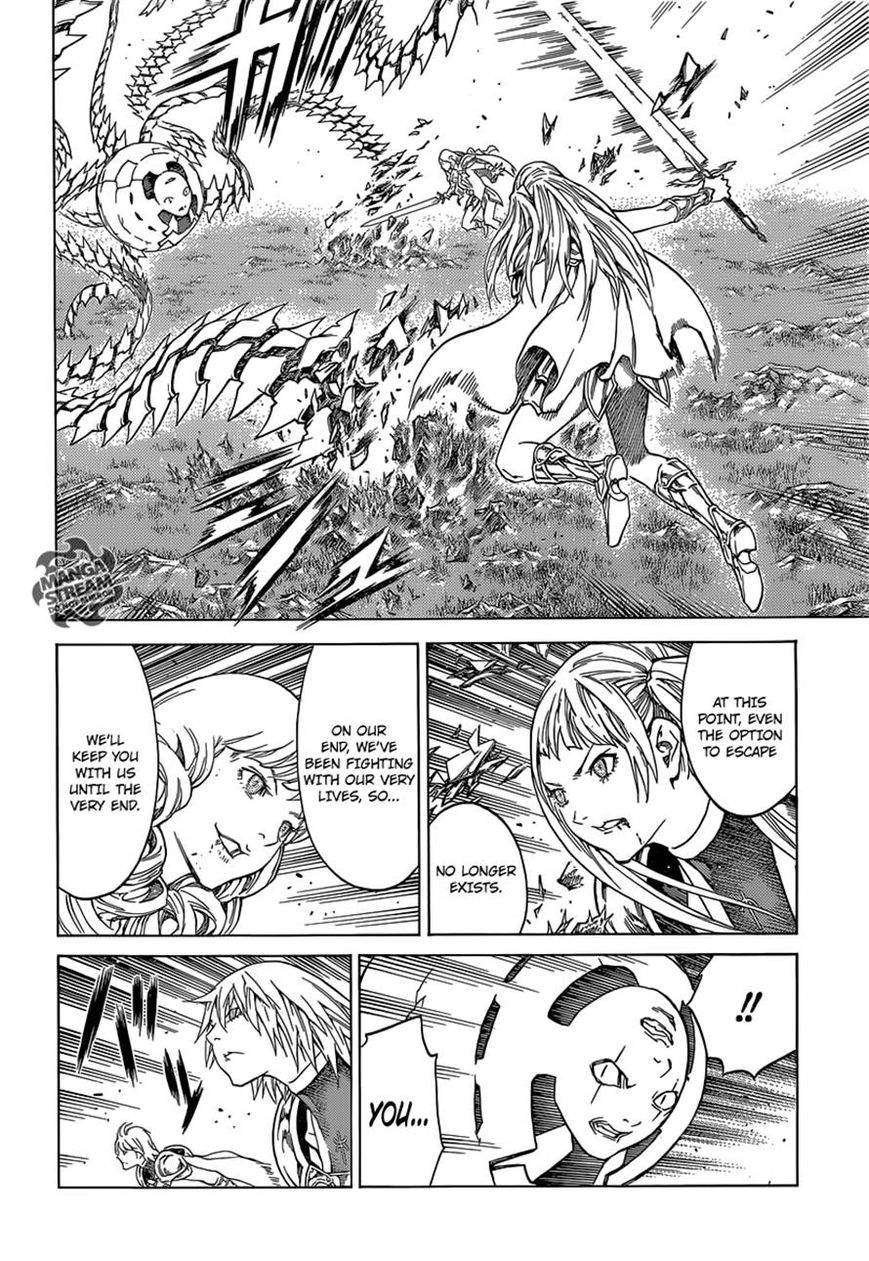 AT THIS
POINT, EVEN
THE OPTION
TO ESCAPE
NO LONGER
EXISTS.
ON OUR
END, WE'VE
BEEN FIGHTING
WITH OUR VERY
LIVES, SO...
WE'LL
KEEP YOU
WITH US
UNTIL THE
VERY END.
!!
YOU...
MANGA
STREAM